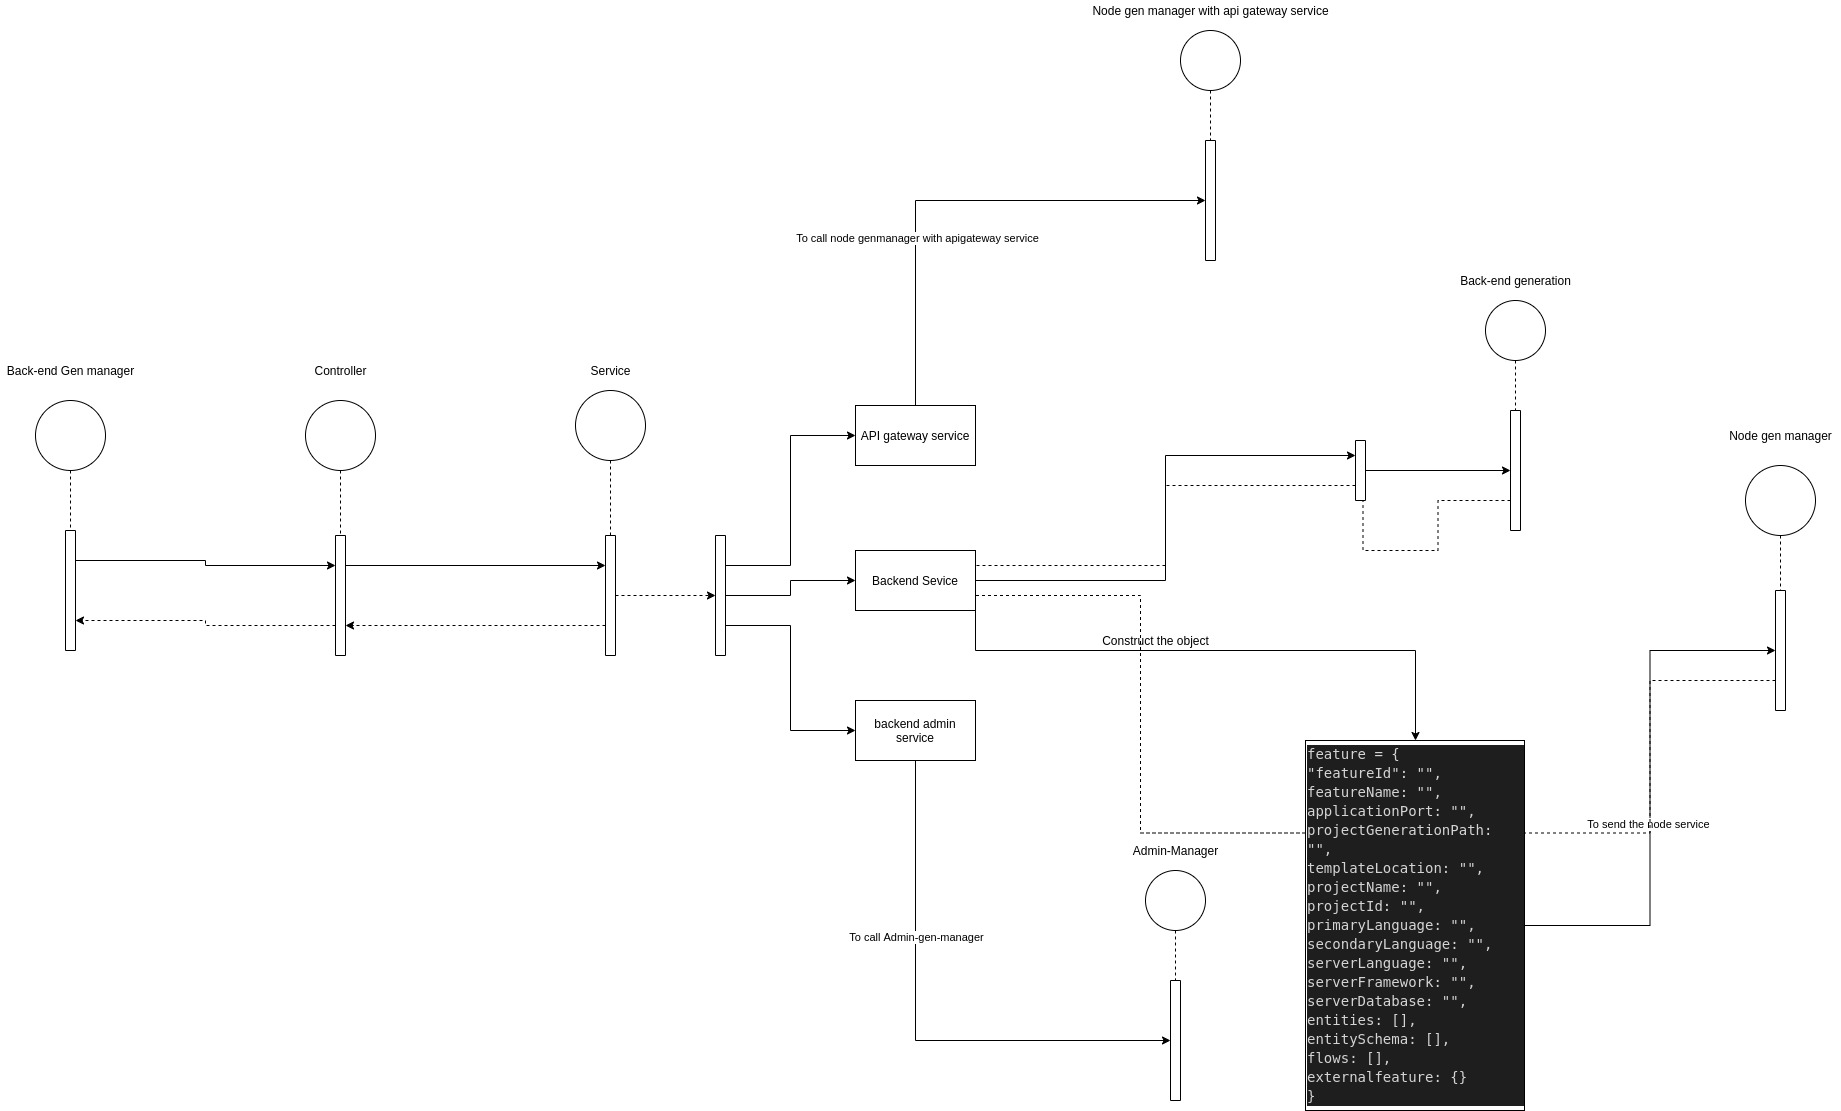 Node gen manager with api gateway service
To call node genmanager with apigateway service
Back-end generation
Back-end Gen manager
Controller
Service
API gateway service
Node gen manager
Backend Sevice
Construct the object
backend admin
service
feature = {
"featureId": "",
featureName: "",
applicationPort: "",
projectGenerationPath:
"",
templateLocation: "",
projectName: "",
projectId: "",
primaryLanguage: "",
secondaryLanguage: "",
serverLanguage: "",
serverFramework: "",
serverDatabase: "",
entities: [],
entitySchema: [],
flows: [],
externalfeature: {}
}
To send the node service
Admin-Manager
To call Admin-gen-manager